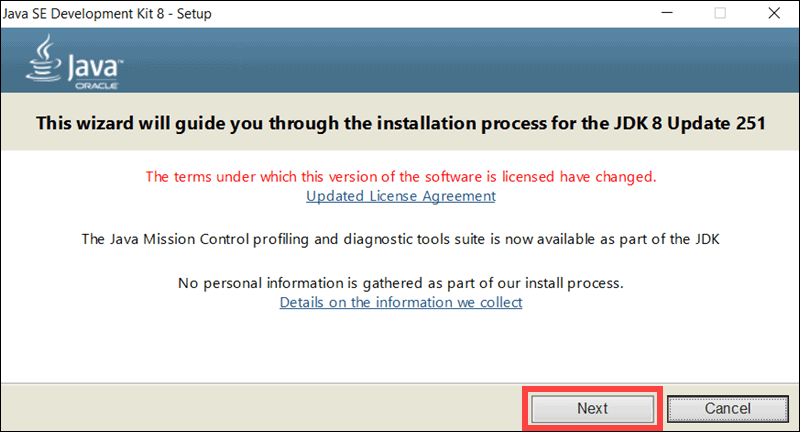 Java SE Development Kit 8 - Setup
Java™
ORACLE®
This wizard will guide you through the installation process for the JDK 8 Update 251
The terms under which this version of the software is licensed have changed.
Updated License Agreement
The Java Mission Control profiling and diagnostic tools suite is now available as part of the JDK
No personal information is gathered as part of our install process.
Details on the information we collect
Next Cancel